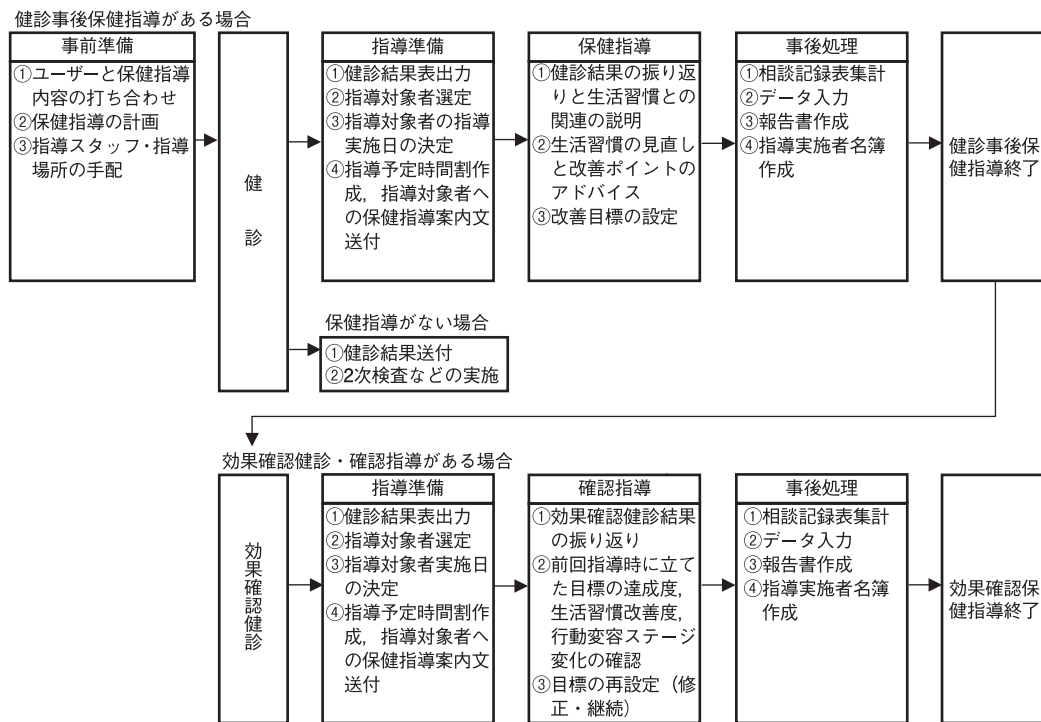 健診事後保健指導がある場合
事前準備
①ユーザーと保健指導
内容の打ち合わせ
②保健指導の計画
③指導スタッフ・指導
場所の手配
健
診
指導準備
①健診結果表出力
②指導対象者選定
③指導対象者の指導
実施日の決定
④指導予定時間割作
成，指導対象者へ
の保健指導案内文
送付
保健指導
①健診結果の振り返
りと生活習慣との
関連の説明
②生活習慣の見直し
と改善ポイントの
アドバイス
③改善目標の設定
事後処理
①相談記録表集計
②データ入力
③報告書作成
④指導実施者名簿
作成
健診事後保
健指導終了
保健指導がない場合
①健診結果送付
②2次検査などの実施
効果確認健診・確認指導がある場合
効果確認健診
指導準備
①健診結果表出力
②指導対象者選定
③指導対象者実施日
の決定
④指導予定時間割作
成，指導対象者へ
の保健指導案内文
送付
確認指導
①効果確認健診結果
の振り返り
②前回指導時に立て
た目標の達成度，
生活習慣改善度，
行動変容ステージ
変化の確認
③目標の再設定（修
正・継続）
事後処理
①相談記録表集計
②データ入力
③報告書作成
④指導実施者名簿
作成
効果確認保
健指導終了